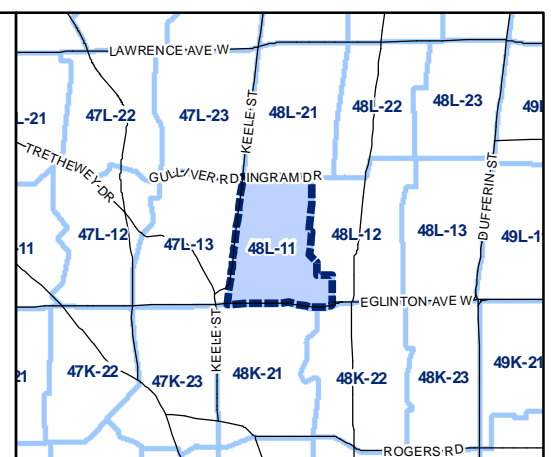 LAWRENCE AVE W
L-21
47L-22
47L-23
KEELE ST
48L-21
48L-22
48L-23
49L
TRETHEWEY DR
GULLIVER RD
INGRAM DR
DUFFERIN ST
-11
47L-12
47L-13
48L-11
48L-12
48L-13
49L-1
EGLINTON AVE W
KEELE ST
21
47K-22
47K-23
48K-21
48K-22
48K-23
49K-21
ROGERS RD